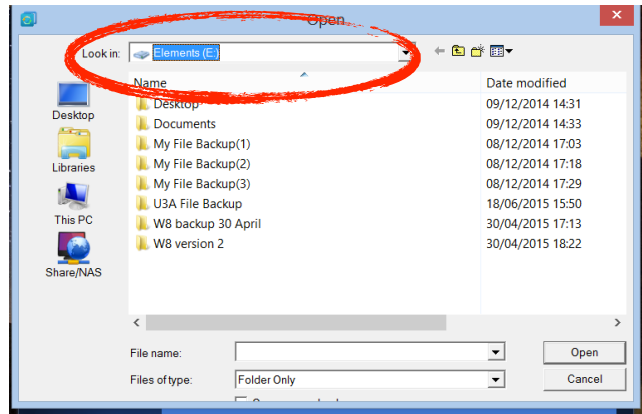 Open
Look in: Elements (E:)
Name Date modified
Desktop 09/12/2014 14:31
Documents 09/12/2014 14:33
My File Backup(1) 08/12/2014 17:03
My File Backup(2) 08/12/2014 17:18
My File Backup(3) 08/12/2014 17:29
U3A File Backup 18/06/2015 15:50
W8 backup 30 April 30/04/2015 17:13
W8 version 2 30/04/2015 18:22
Desktop
Libraries
This PC
Share/NAS
File name: Open
Files of type: Folder Only Cancel